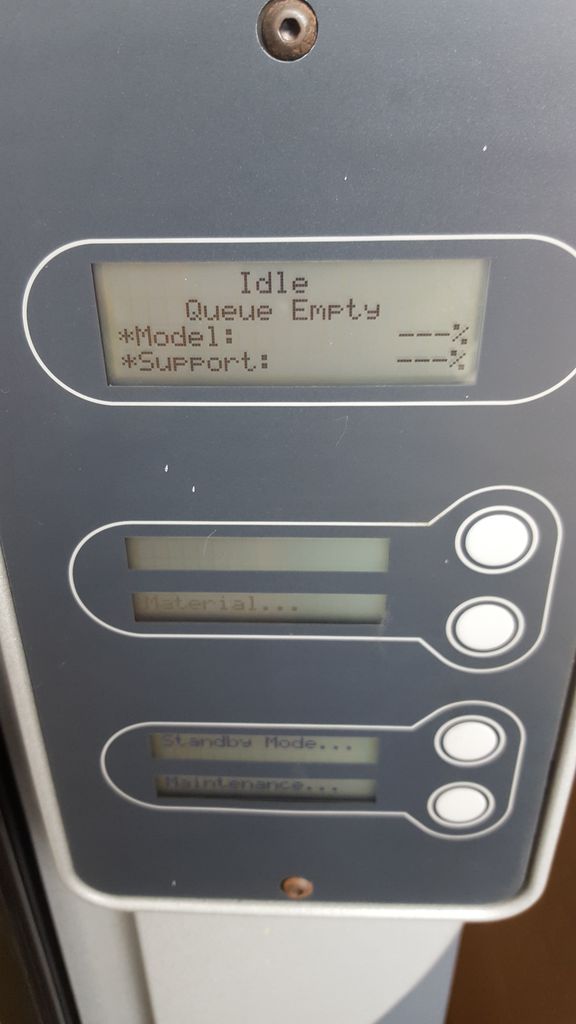 Idle
Queue Empty
*Model: ---%
*Support: ---%
Material...
Standby Mode...
Maintenance...